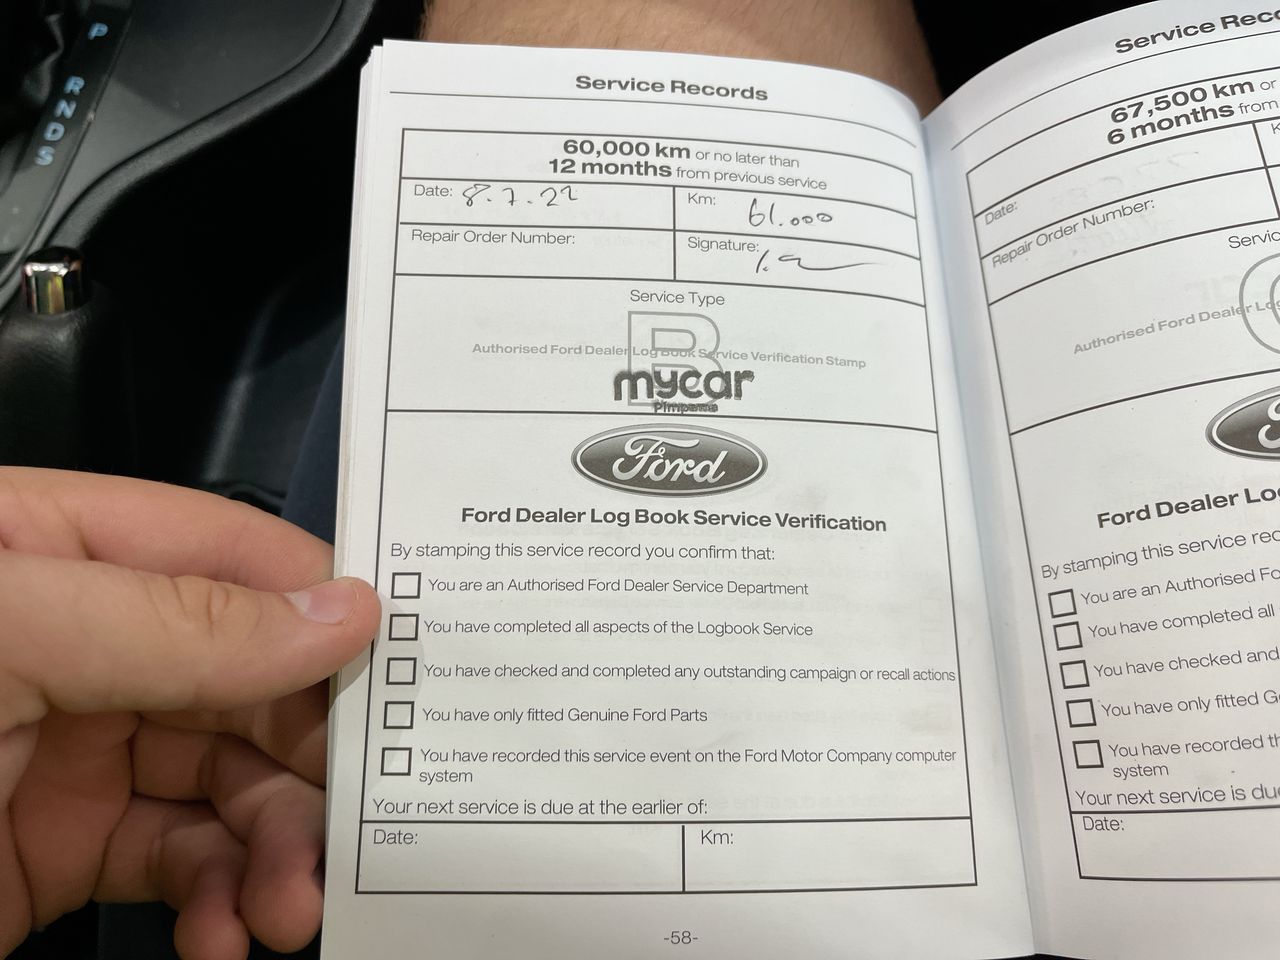 P
R
N
D
S
Service Records
60,000 km or no later than
12 months from previous service
Date: 8.7.22
Km: 61.000
Repair Order Number:
Signature:
Service Type
B
Authorised Ford Dealer Log Book Service Verification Stamp
mycar
Pimpama
Ford
Ford Dealer Log Book Service Verification
By stamping this service record you confirm that:
You are an Authorised Ford Dealer Service Department
You have completed all aspects of the Logbook Service
You have checked and completed any outstanding campaign or recall actions
You have only fitted Genuine Ford Parts
You have recorded this service event on the Ford Motor Company computer
system
Your next service is due at the earlier of:
Date:
Km:
-58-
Service Reco
67,500 km or
6 months from
Date:
K
Repair Order Number:
Servic
Authorised Ford Dealer Log
Ford Dealer Lo
By stamping this service rec
You are an Authorised Fo
You have completed all
You have checked and
You have only fitted G
You have recorded th
system
Your next service is du
Date: